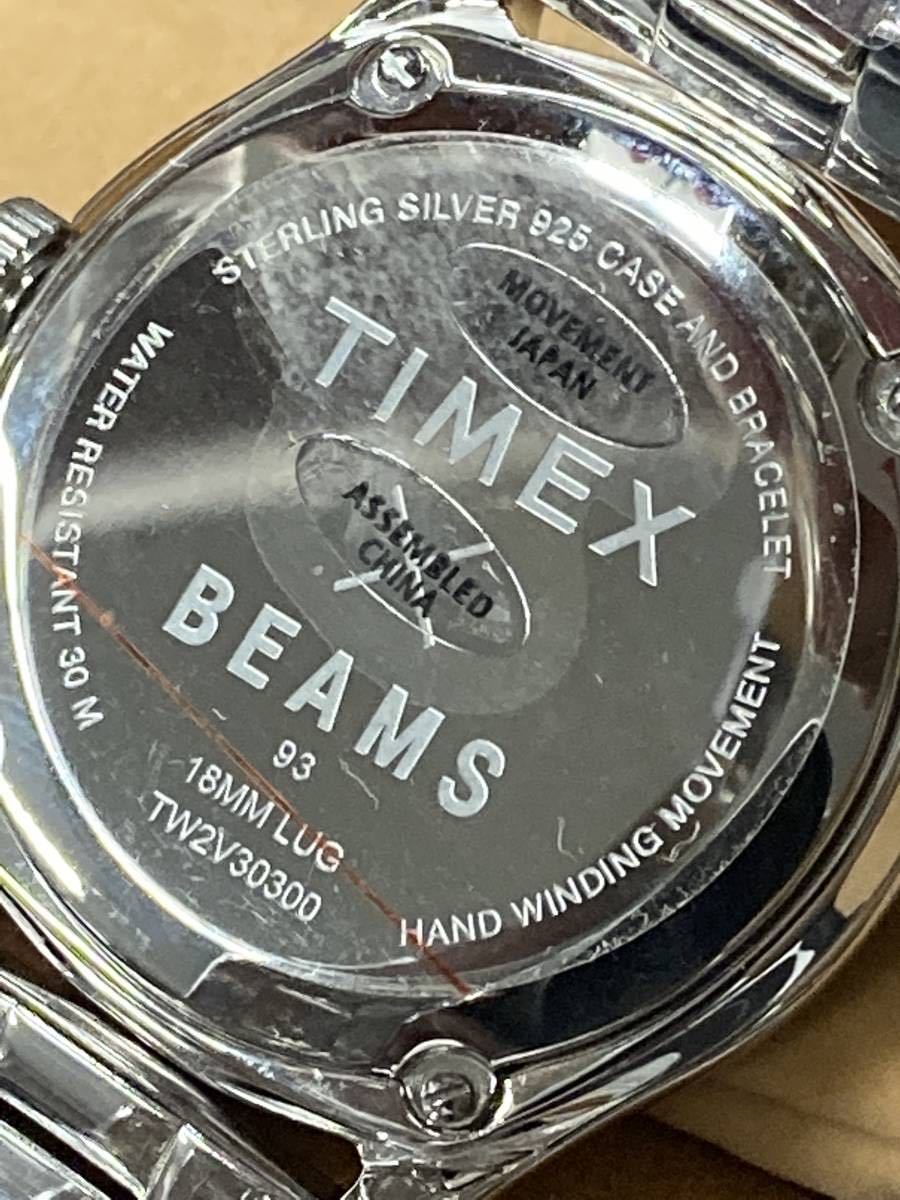 STERLING SILVER 925 CASE AND BRACELET
MOVEMENT
JAPAN
TIMEX
X
ASSEMBLED
CHINA
BEAMS
93
18MM LUG
TW2V30300
WATER RESISTANT 30 M
HAND WINDING MOVEMENT